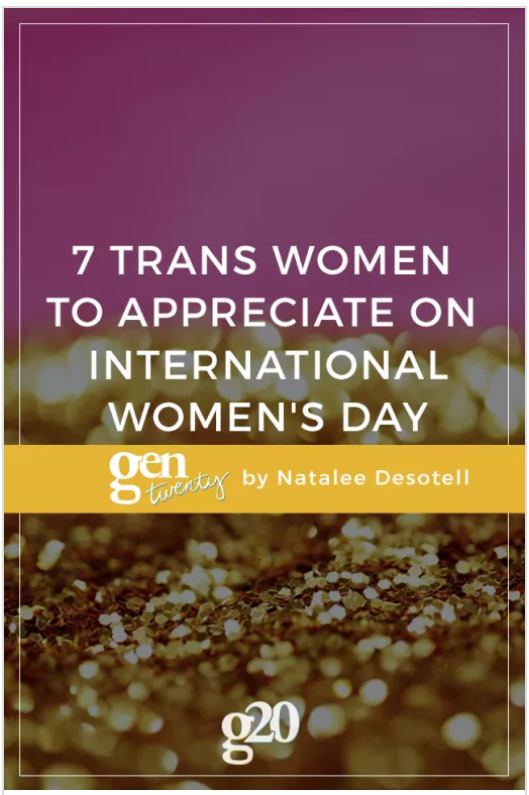 7 TRANS WOMEN
TO APPRECIATE ON
INTERNATIONAL
WOMEN'S DAY
gen
twenty by Natalee Desotell
g20